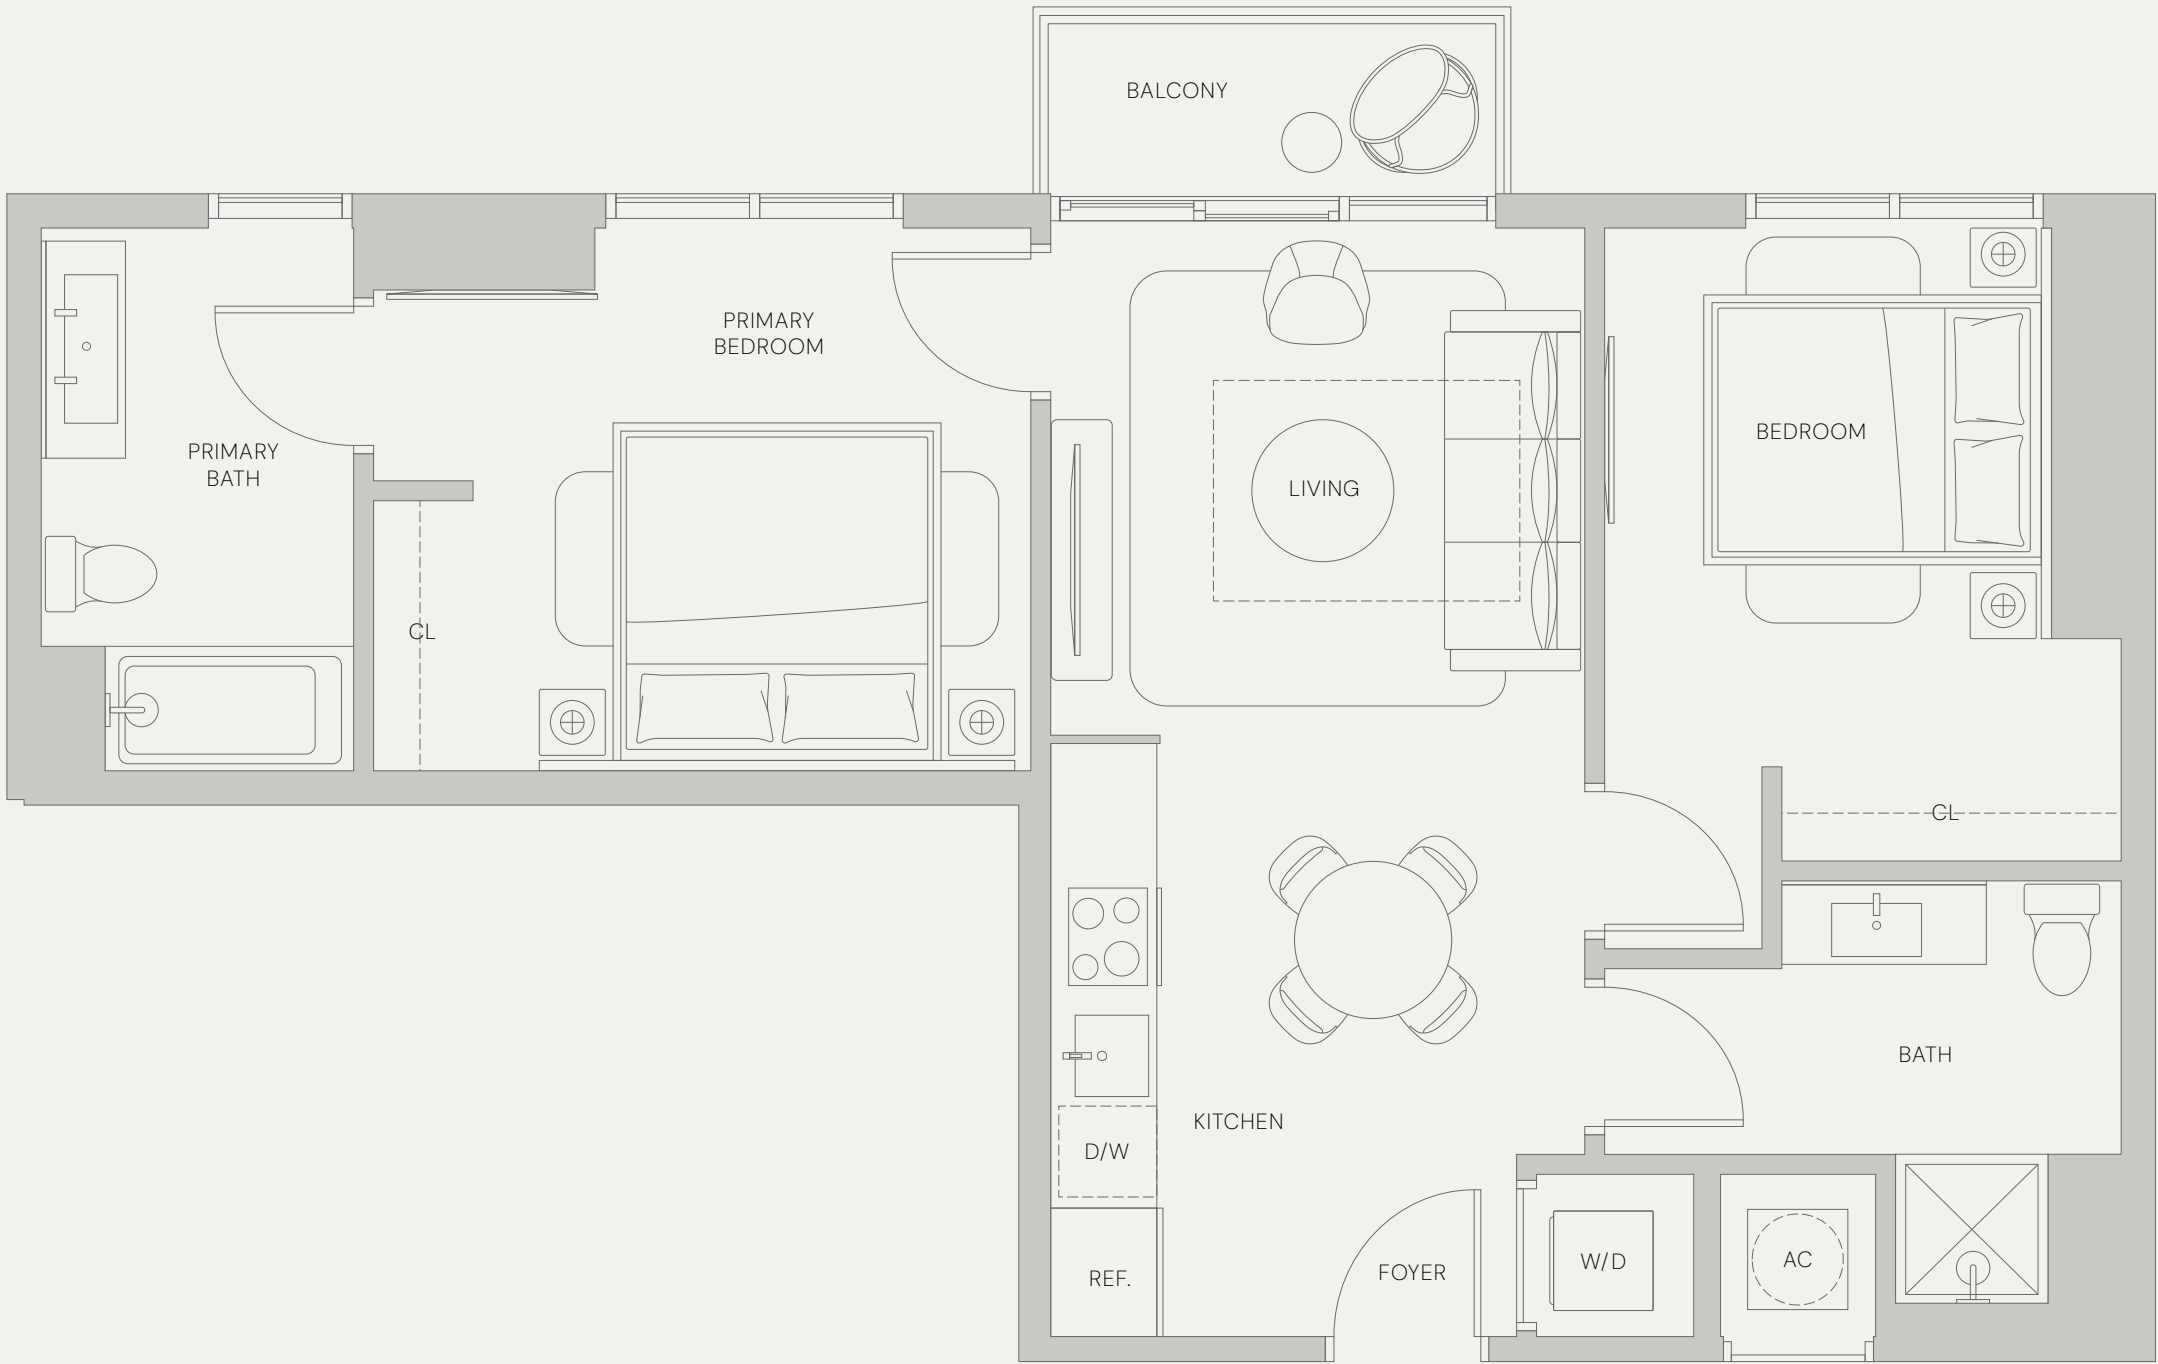 BALCONY
PRIMARY
BEDROOM
PRIMARY
BATH
CL
LIVING
BEDROOM
CL
BATH
KITCHEN
D/W
REF.
FOYER
W/D
AC